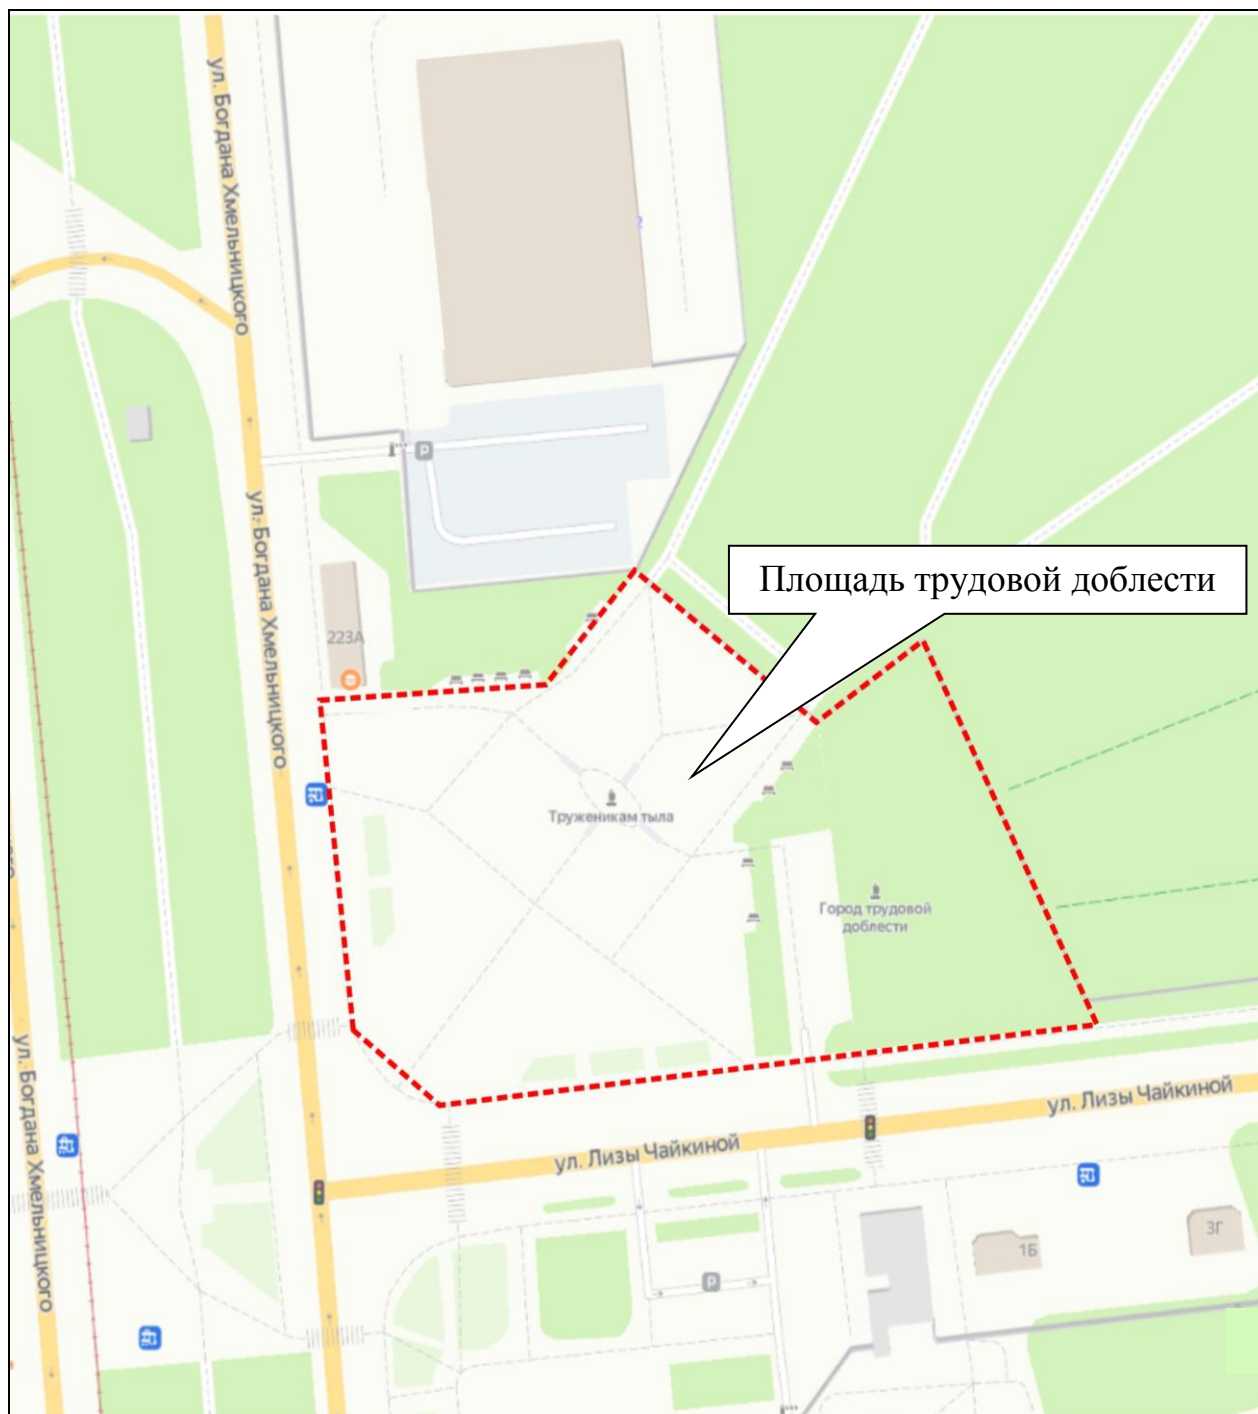 ул. Богдана Хмельницкого
Площадь трудовой доблести
223А
ул. Богдана Хмельницкого
Труженикам тыла
Город трудовой
доблести
ул. Богдана Хмельницкого
ул. Лизы Чайкиной
ул. Лизы Чайкиной
P
P
1Б
3Г